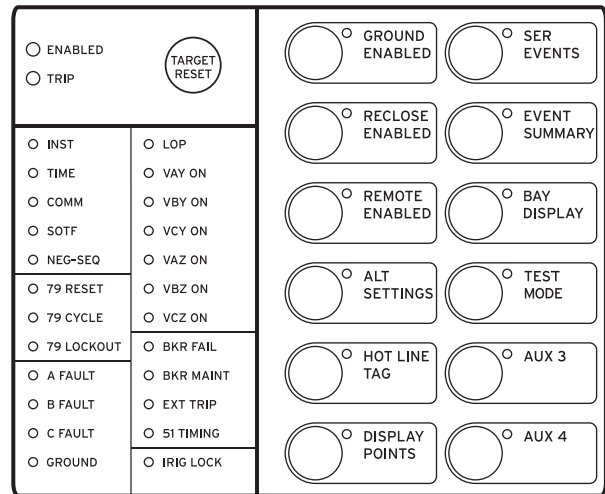 ENABLED
TRIP
TARGET
RESET
INST
TIME
COMM
SOTF
NEG-SEQ
79 RESET
79 CYCLE
79 LOCKOUT
A FAULT
B FAULT
C FAULT
GROUND
LOP
VAY ON
VBY ON
VCY ON
VAZ ON
VBZ ON
VCZ ON
BKR FAIL
BKR MAINT
EXT TRIP
51 TIMING
IRIG LOCK
GROUND
ENABLED
RECLOSE
ENABLED
REMOTE
ENABLED
ALT
SETTINGS
HOT LINE
TAG
DISPLAY
POINTS
SER
EVENTS
EVENT
SUMMARY
BAY
DISPLAY
TEST
MODE
AUX 3
AUX 4